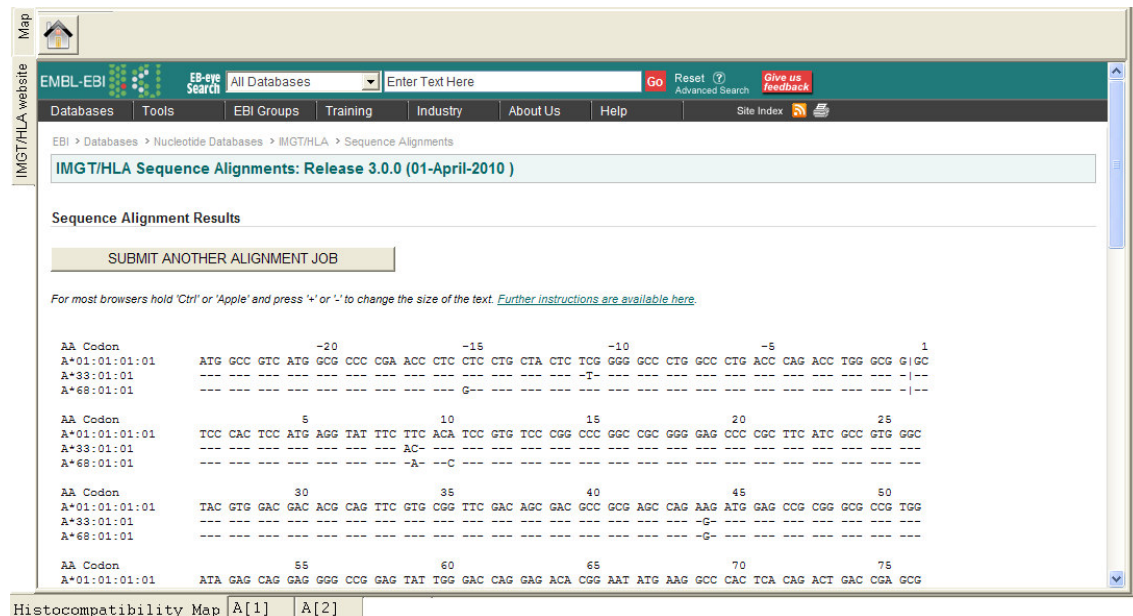 Map
IMGT/HLA website
EMBL-EBI EB-eye Search All Databases Enter Text Here Go Reset ? Advanced Search Give us feedback
Databases Tools EBI Groups Training Industry About Us Help Site Index
EBI > Databases > Nucleotide Databases > IMGT/HLA > Sequence Alignments
IMGT/HLA Sequence Alignments: Release 3.0.0 (01-April-2010 )
Sequence Alignment Results
SUBMIT ANOTHER ALIGNMENT JOB
For most browsers hold 'Ctrl' or 'Apple' and press '+' or '-' to change the size of the text. Further instructions are available here.
AA Codon -20 -15 -10 -5 1
A*01:01:01:01 ATG GCC GTC ATG GCG CCC CGA ACC CTC CTC CTG CTA CTC TCG GGG GCC CTG GCC CTG ACC CAG ACC TGG GCG G|GC
A*33:01:01 --- --- --- --- --- --- --- --- --- --- --- --- --- -T- --- --- --- --- --- --- --- --- --- --- -|--
A*68:01:01 --- --- --- --- --- --- --- --- --- G-- --- --- --- --- --- --- --- --- --- --- --- --- --- --- -|--
AA Codon 5 10 15 20 25
A*01:01:01:01 TCC CAC TCC ATG AGG TAT TTC TTC ACA TCC GTG TCC CGG CCC GGC CGC GGG GAG CCC CGC TTC ATC GCC GTG GGC
A*33:01:01 --- --- --- --- --- --- --- AC- --- --- --- --- --- --- --- --- --- --- --- --- --- --- --- --- ---
A*68:01:01 --- --- --- --- --- --- --- -A- --C --- --- --- --- --- --- --- --- --- --- --- --- --- --- --- ---
AA Codon 30 35 40 45 50
A*01:01:01:01 TAC GTG GAC GAC ACG CAG TTC GTG CGG TTC GAC AGC GAC GCC GCG AGC CAG AAG ATG GAG CCG CGG GCG CCG TGG
A*33:01:01 --- --- --- --- --- --- --- --- --- --- --- --- --- --- --- --- --- -G- --- --- --- --- --- --- ---
A*68:01:01 --- --- --- --- --- --- --- --- --- --- --- --- --- --- --- --- --- -G- --- --- --- --- --- --- ---
AA Codon 55 60 65 70 75
A*01:01:01:01 ATA GAG CAG GAG GGG CCG GAG TAT TGG GAC CAG GAG ACA CGG AAT ATG AAG GCC CAC TCA CAG ACT GAC CGA GCG
Histocompatibility Map A[1] A[2]